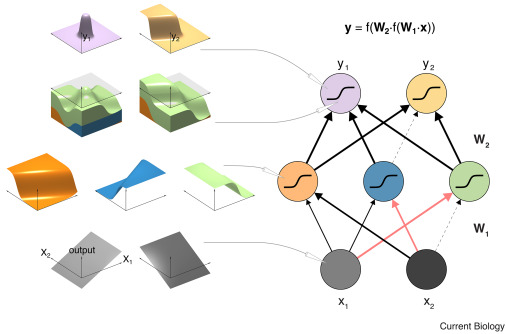 y = f(W2·f(W1·x))
y1
y2
y1
y2
W2
X2
output
X1
W1
x1
x2
Current Biology